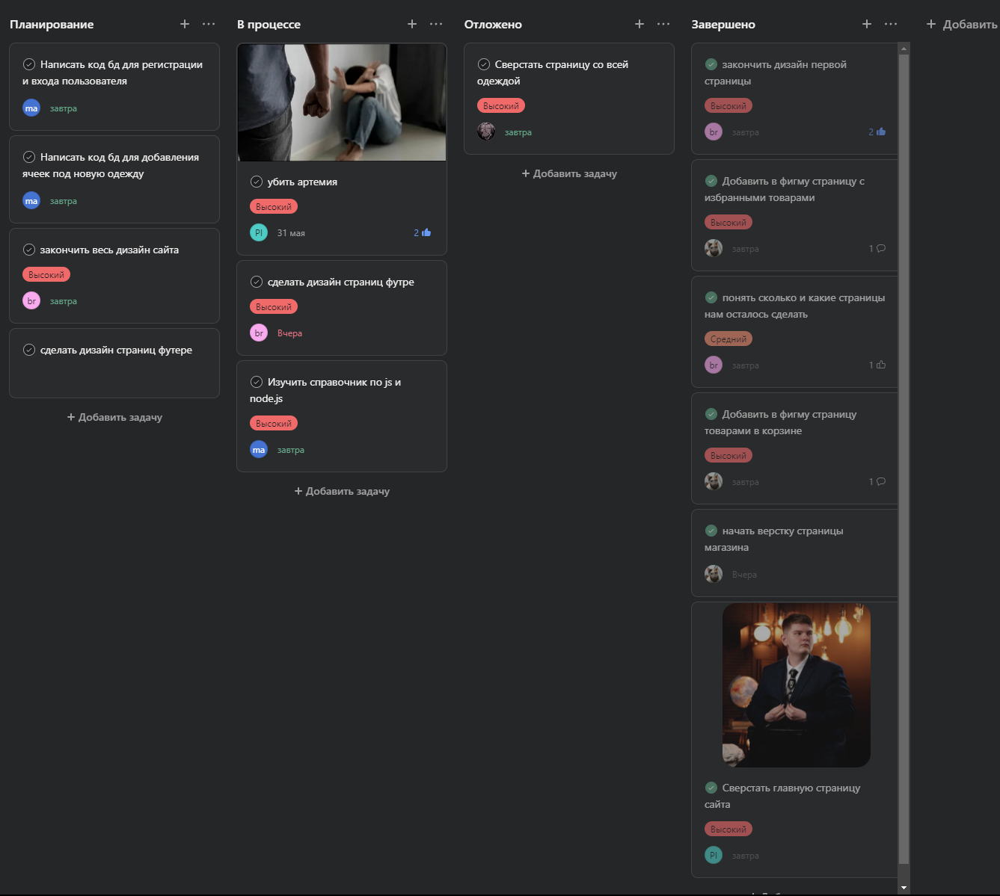 Планирование
Написать код бд для регистрации
и входа пользователя
ma завтра
Написать код бд для добавления
ячеек под новую одежду
ma завтра
закончить весь дизайн сайта
Высокий
br завтра
сделать дизайн страниц футере
+ Добавить задачу
В процессе
убить артемия
Высокий
PI 31 мая 2
сделать дизайн страниц футре
Высокий
br Вчера
Изучить справочник по js и
node.js
Высокий
ma завтра
+ Добавить задачу
Отложено
Сверстать страницу со всей
одеждой
Высокий
завтра
+ Добавить задачу
Завершено
закончить дизайн первой
страницы
Высокий
br завтра 2
Добавить в фигму страницу с
избранными товарами
Высокий
завтра 1
понять сколько и какие страницы
нам осталось сделать
Средний
br завтра 1
Добавить в фигму страницу
товарами в корзине
Высокий
завтра 1
начать верстку страницы
магазина
Вчера
Сверстать главную страницу
сайта
Высокий
PI завтра
+ Добавить